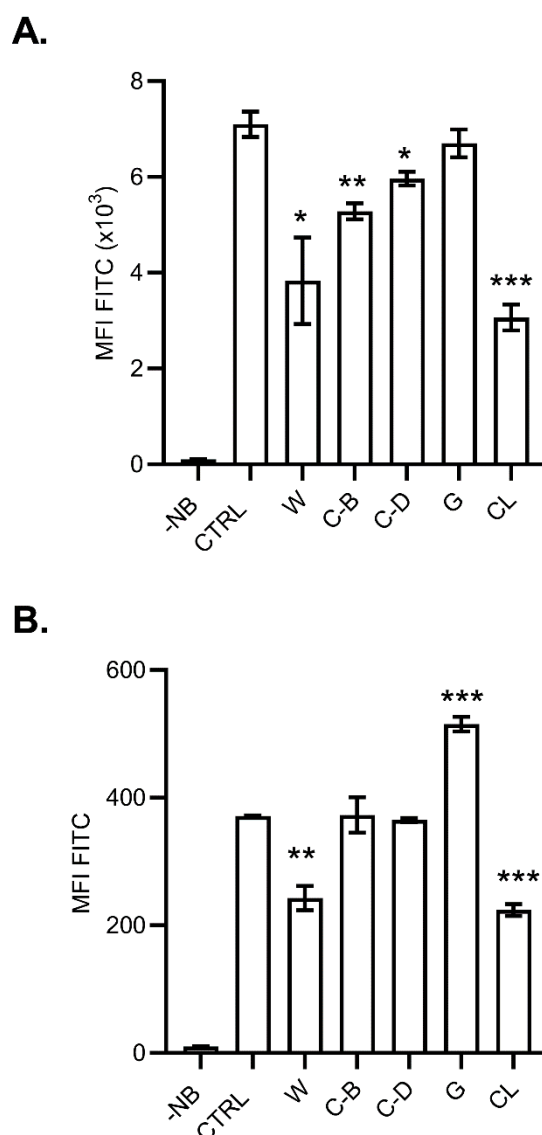 A.
MFI FITC (x10³)
8
6
4
2
0
*
**
*
***
-NB
CTRL
W
C-B
C-D
G
CL
B.
MFI FITC
600
400
200
0
**
***
***
-NB
CTRL
W
C-B
C-D
G
CL